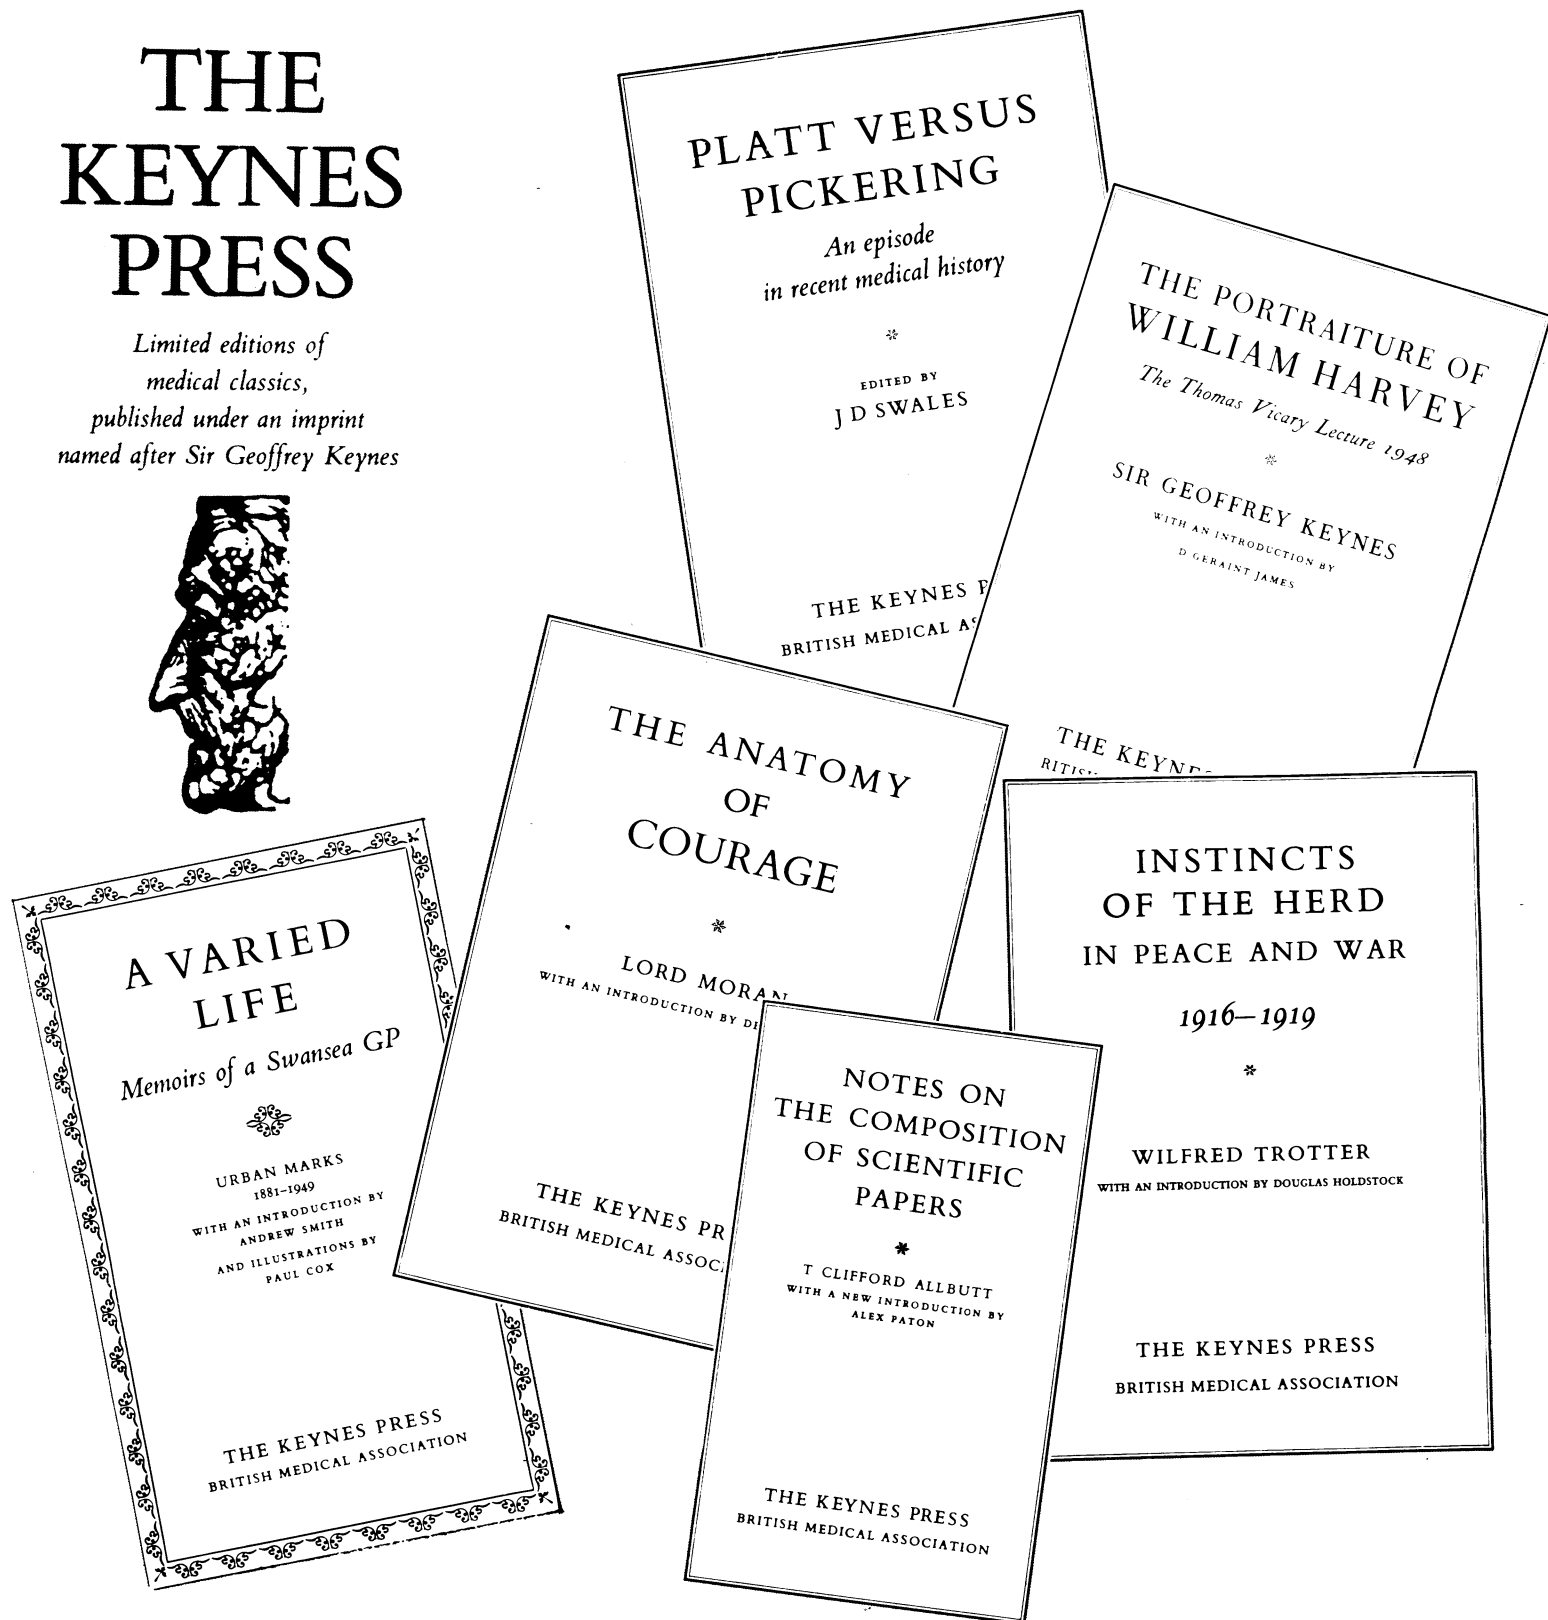 THE
KEYNES
PRESS
Limited editions of
medical classics,
published under an imprint
named after Sir Geoffrey Keynes
PLATT VERSUS
PICKERING
An episode
in recent medical history
EDITED BY
J D SWALES
THE KEYNES P
BRITISH MEDICAL AS
THE PORTRAITURE OF
WILLIAM HARVEY
The Thomas Vicary Lecture 1948
SIR GEOFFREY KEYNES
WITH AN INTRODUCTION BY
D GERAINT JAMES
THE KEYNE
RITIS
THE ANATOMY
OF
COURAGE
LORD MORAN
WITH AN INTRODUCTION BY DE
THE KEYNES PR
BRITISH MEDICAL ASSOC
INSTINCTS
OF THE HERD
IN PEACE AND WAR
1916–1919
WILFRED TROTTER
WITH AN INTRODUCTION BY DOUGLAS HOLDSTOCK
THE KEYNES PRESS
BRITISH MEDICAL ASSOCIATION
A VARIED
LIFE
Memoirs of a Swansea GP
URBAN MARKS
1881–1949
WITH AN INTRODUCTION BY
ANDREW SMITH
AND ILLUSTRATIONS BY
PAUL COX
THE KEYNES PRESS
BRITISH MEDICAL ASSOCIATION
NOTES ON
THE COMPOSITION
OF SCIENTIFIC
PAPERS
T CLIFFORD ALLBUTT
WITH A NEW INTRODUCTION BY
ALEX PATON
THE KEYNES PRESS
BRITISH MEDICAL ASSOCIATION